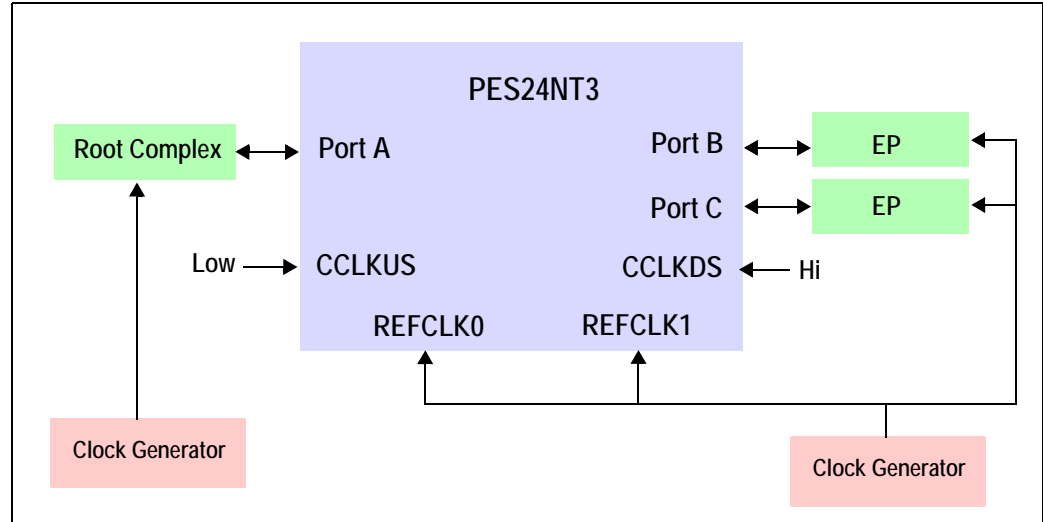 PES24NT3
Root Complex
Port A
Port B
EP
Port C
EP
Low
CCLKUS
CCLKDS
Hi
REFCLK0
REFCLK1
Clock Generator
Clock Generator